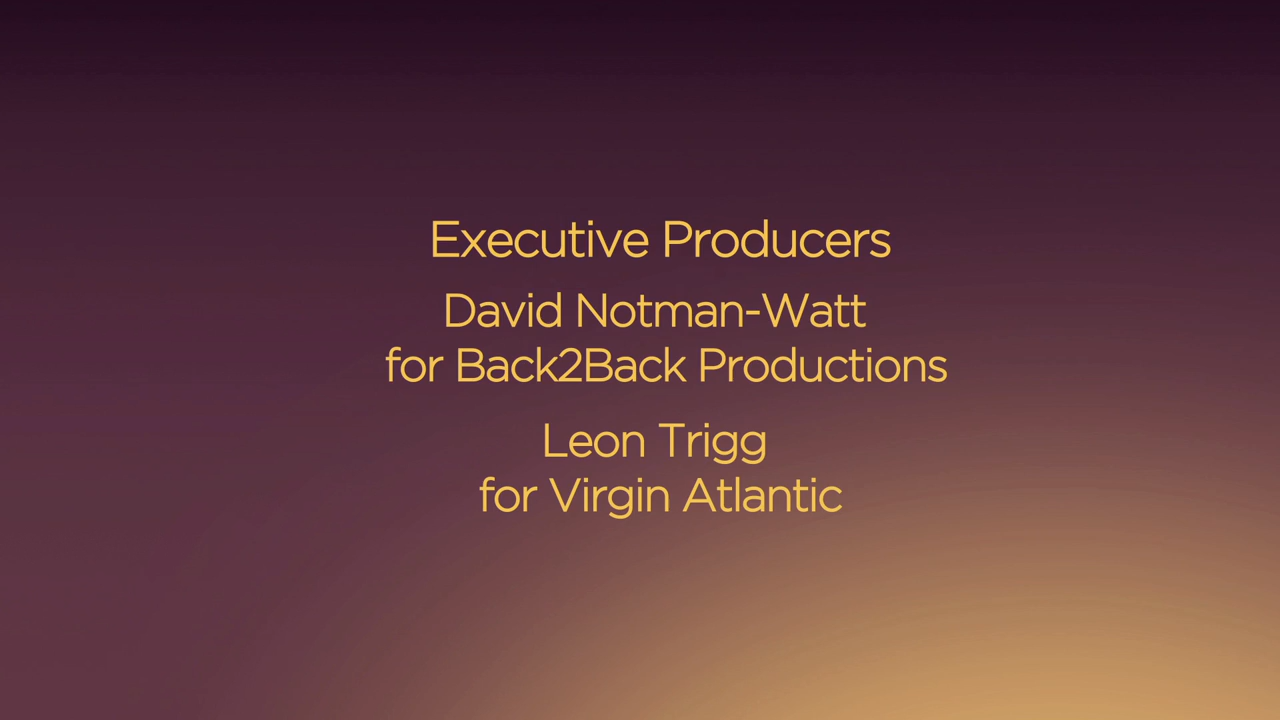 Executive Producers
David Notman-Watt
for Back2Back Productions
Leon Trigg
for Virgin Atlantic